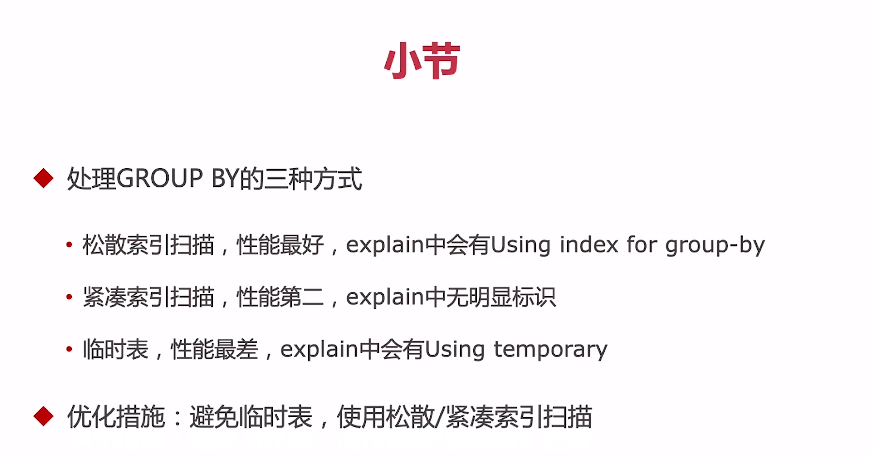 小节
处理GROUP BY的三种方式
松散索引扫描，性能最好，explain中会有Using index for group-by
紧凑索引扫描，性能第二，explain中无明显标识
临时表，性能最差，explain中会有Using temporary
优化措施：避免临时表，使用松散/紧凑索引扫描